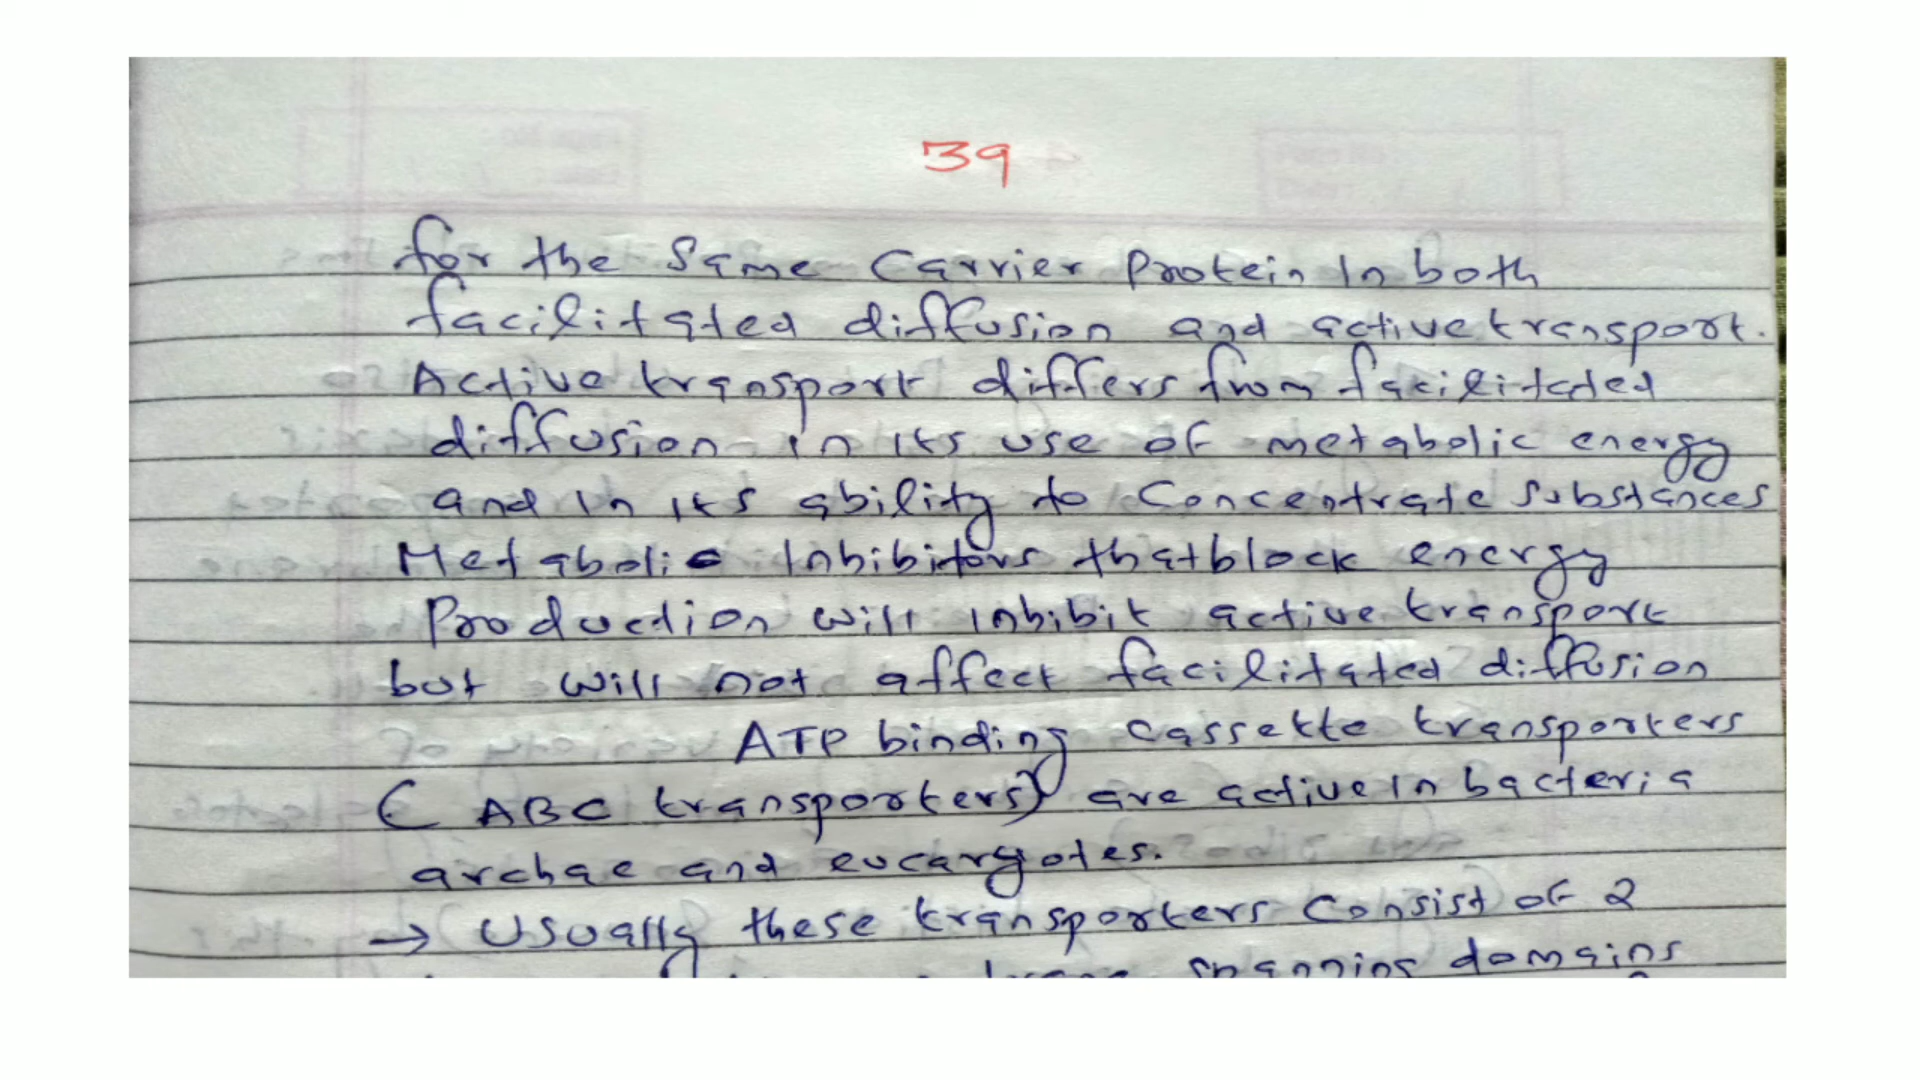 39
for the Same Carrier Protein In both
facilitated diffusion and active transport.
Active transport differs from facilitated
diffusion in its use of metabolic energy
and In its ability to Concentrate Substances
Metabolic Inhibitors that block energy
Production will inhibit active transport
but will not affect facilitated diffusion
ATP binding Cassette transporters
( ABC transporters) are active In bacteria
archae and eucaryotes.
→ Usually these transporters Consist of 2
spanning domains